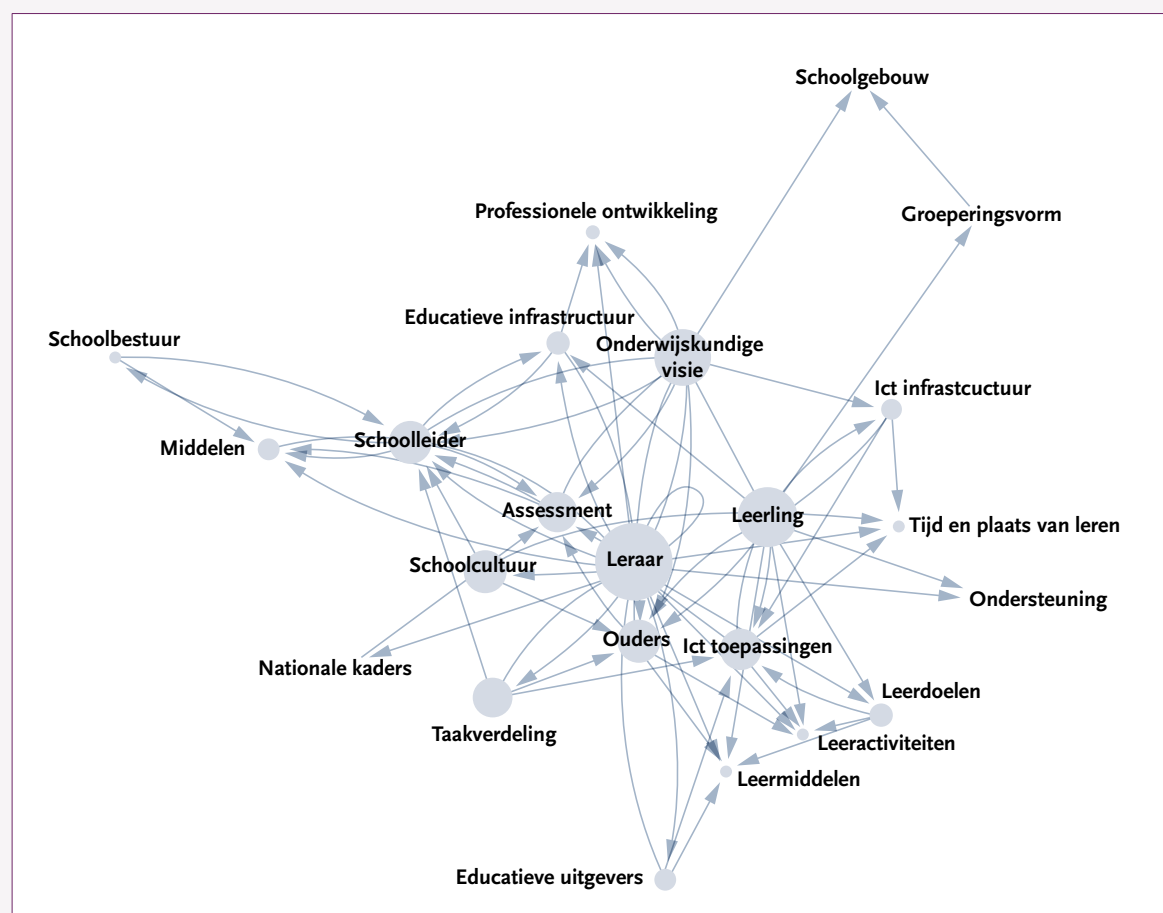 Schoolgebouw
Professionele ontwikkeling
Groeperingsvorm
Educatieve infrastructuur
Schoolbestuur
Onderwijskundige
visie
Ict infrastcuctuur
Schoolleider
Middelen
Assessment
Leerling
Tijd en plaats van leren
Leraar
Schoolcultuur
Ondersteuning
Ouders
Ict toepassingen
Nationale kaders
Leerdoelen
Taakverdeling
Leeractiviteiten
Leermiddelen
Educatieve uitgevers